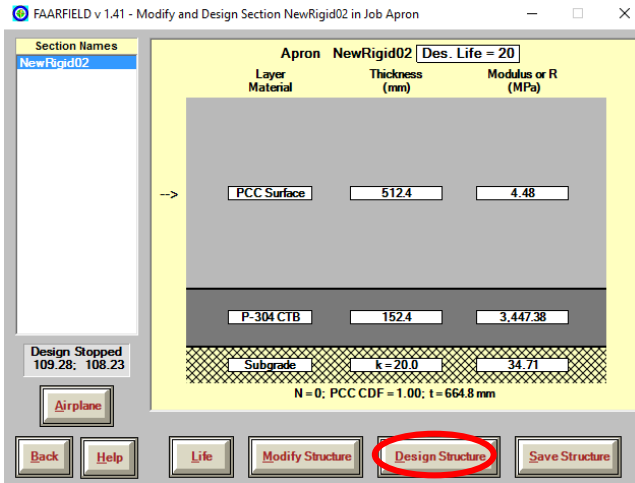 FAARFIELD v 1.41 - Modify and Design Section NewRigid02 in Job Apron
Section Names
NewRigid02
Apron NewRigid02 Des. Life = 20
Layer Material Thickness (mm) Modulus or R (MPa)
--> PCC Surface 512.4 4.48
P-304 CTB 152.4 3,447.38
Subgrade k = 20.0 34.71
N = 0; PCC CDF = 1.00; t = 664.8 mm
Design Stopped
109.28; 108.23
Airplane
Back Help Life Modify Structure Design Structure Save Structure